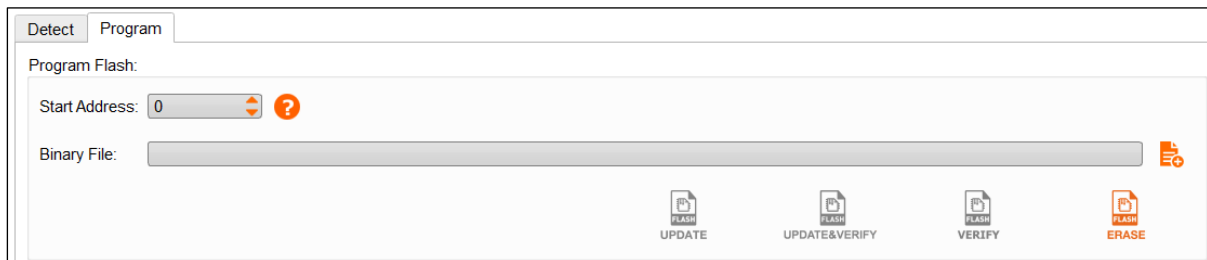 Detect Program
Program Flash:
Start Address: 0 ?
Binary File:
FLASH FLASH FLASH FLASH
UPDATE UPDATE&VERIFY VERIFY ERASE